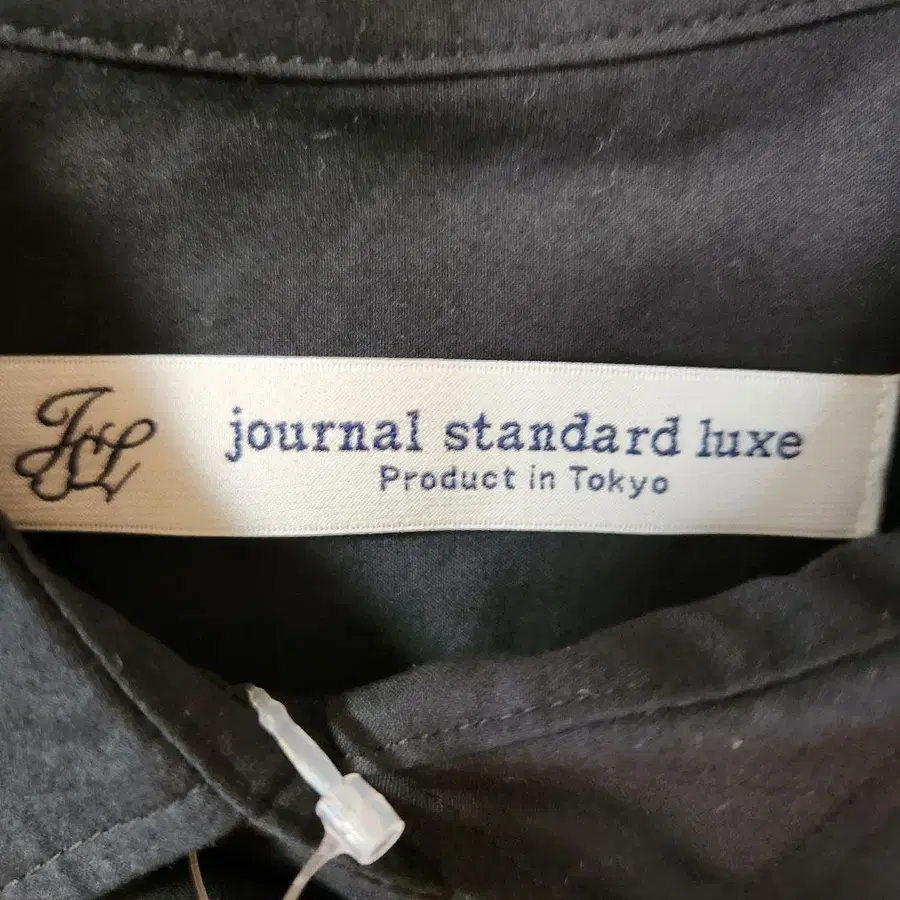 JSL
journal standard luxe
Product in Tokyo